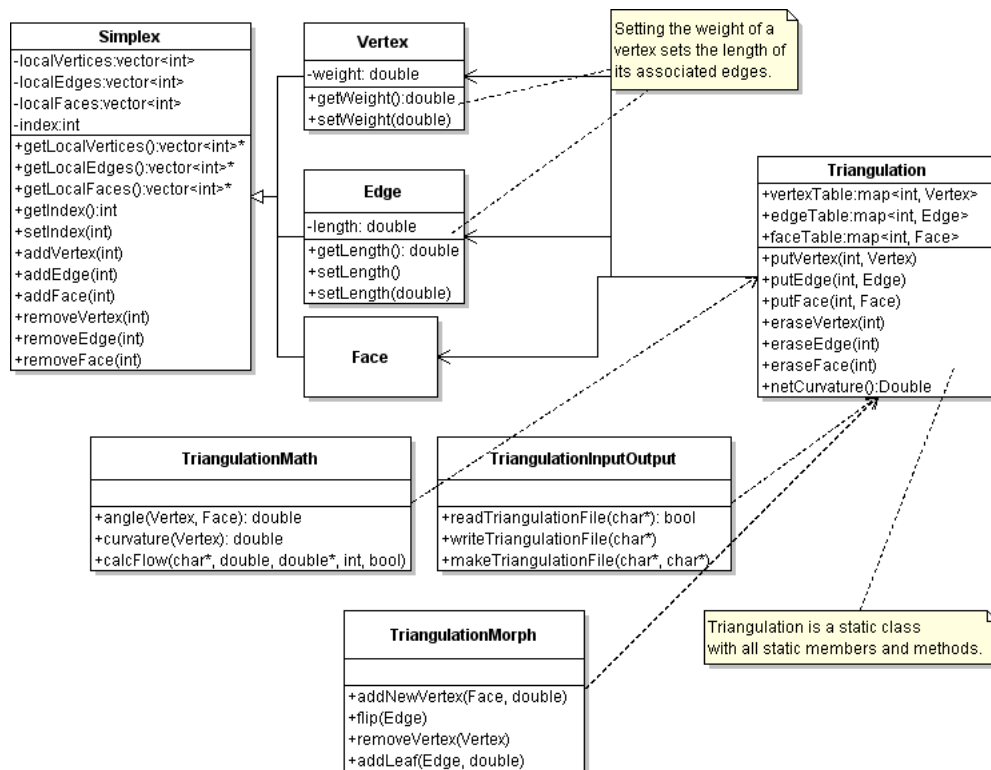 Simplex
-localVertices:vector<int>
-localEdges:vector<int>
-localFaces:vector<int>
-index:int
+getLocalVertices():vector<int>*
+getLocalEdges():vector<int>*
+getLocalFaces():vector<int>*
+getIndex():int
+setIndex(int)
+addVertex(int)
+addEdge(int)
+addFace(int)
+removeVertex(int)
+removeEdge(int)
+removeFace(int)
Vertex
-weight: double
+getWeight():double
+setWeight(double)
Setting the weight of a
vertex sets the length of
its associated edges.
Edge
-length: double
+getLength(): double
+setLength()
+setLength(double)
Face
Triangulation
+vertexTable:map<int, Vertex>
+edgeTable:map<int, Edge>
+faceTable:map<int, Face>
+putVertex(int, Vertex)
+putEdge(int, Edge)
+putFace(int, Face)
+eraseVertex(int)
+eraseEdge(int)
+eraseFace(int)
+netCurvature():Double
TriangulationMath
+angle(Vertex, Face): double
+curvature(Vertex): double
+calcFlow(char*, double, double*, int, bool)
TriangulationInputOutput
+readTriangulationFile(char*): bool
+writeTriangulationFile(char*)
+makeTriangulationFile(char*, char*)
TriangulationMorph
+addNewVertex(Face, double)
+flip(Edge)
+removeVertex(Vertex)
+addLeaf(Edge, double)
Triangulation is a static class
with all static members and methods.